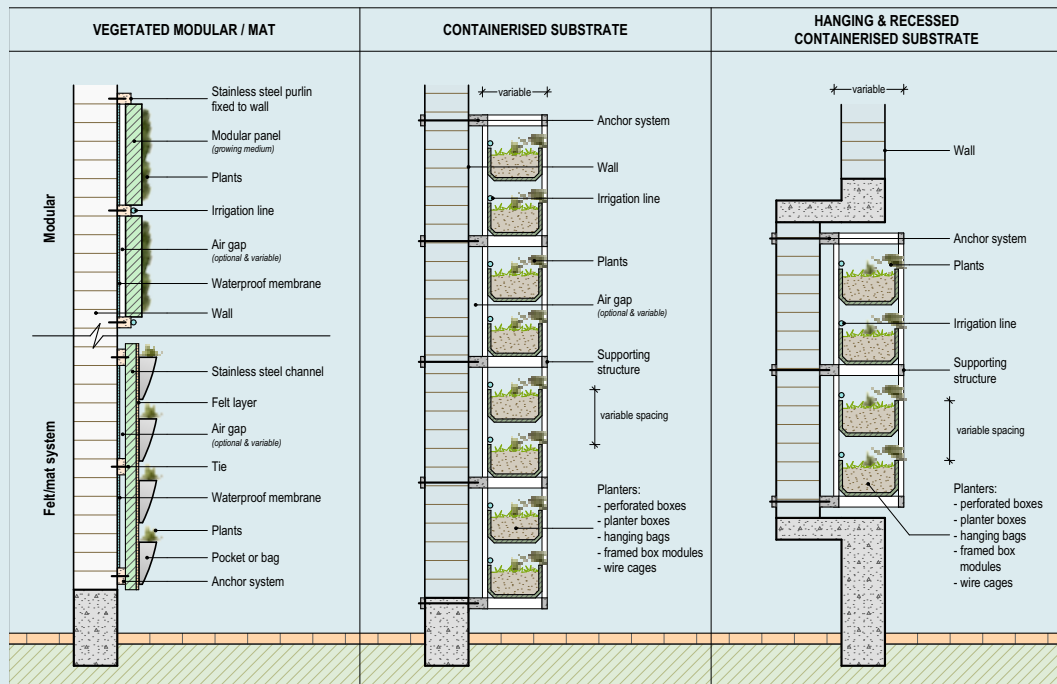 VEGETATED MODULAR / MAT
Modular
Stainless steel purlin
fixed to wall
Modular panel
(growing medium)
Plants
Irrigation line
Air gap
(optional & variable)
Waterproof membrane
Wall
Felt/mat system
Stainless steel channel
Felt layer
Air gap
(optional & variable)
Tie
Waterproof membrane
Plants
Pocket or bag
Anchor system
CONTAINERISED SUBSTRATE
variable
Anchor system
Wall
Irrigation line
Plants
Air gap
(optional & variable)
Supporting
structure
variable spacing
Planters:
- perforated boxes
- planter boxes
- hanging bags
- framed box modules
- wire cages
HANGING & RECESSED
CONTAINERISED SUBSTRATE
variable
Wall
Anchor system
Plants
Irrigation line
Supporting
structure
variable spacing
Planters:
- perforated boxes
- planter boxes
- hanging bags
- framed box
modules
- wire cages